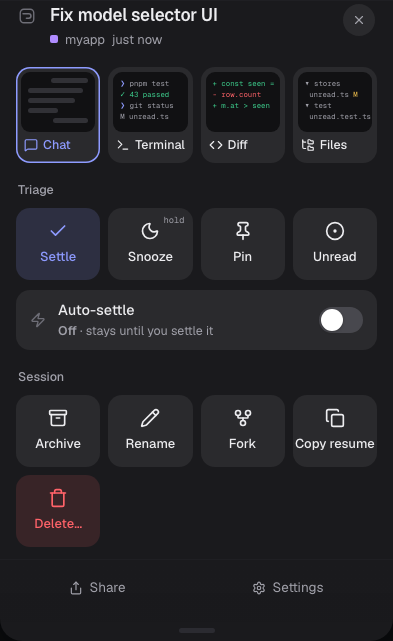 Fix model selector UI
myapp just now
❯ pnpm test
✓ 43 passed
❯ git status
M unread.ts
+ const seen =
- row.count
+ m.at > seen
▾ stores
unread.ts M
▾ test
unread.test.ts
Chat
Terminal
Diff
Files
Triage
Settle
hold
Snooze
Pin
Unread
Auto-settle
Off · stays until you settle it
Session
Archive
Rename
Fork
Copy resume
Delete…
Share
Settings